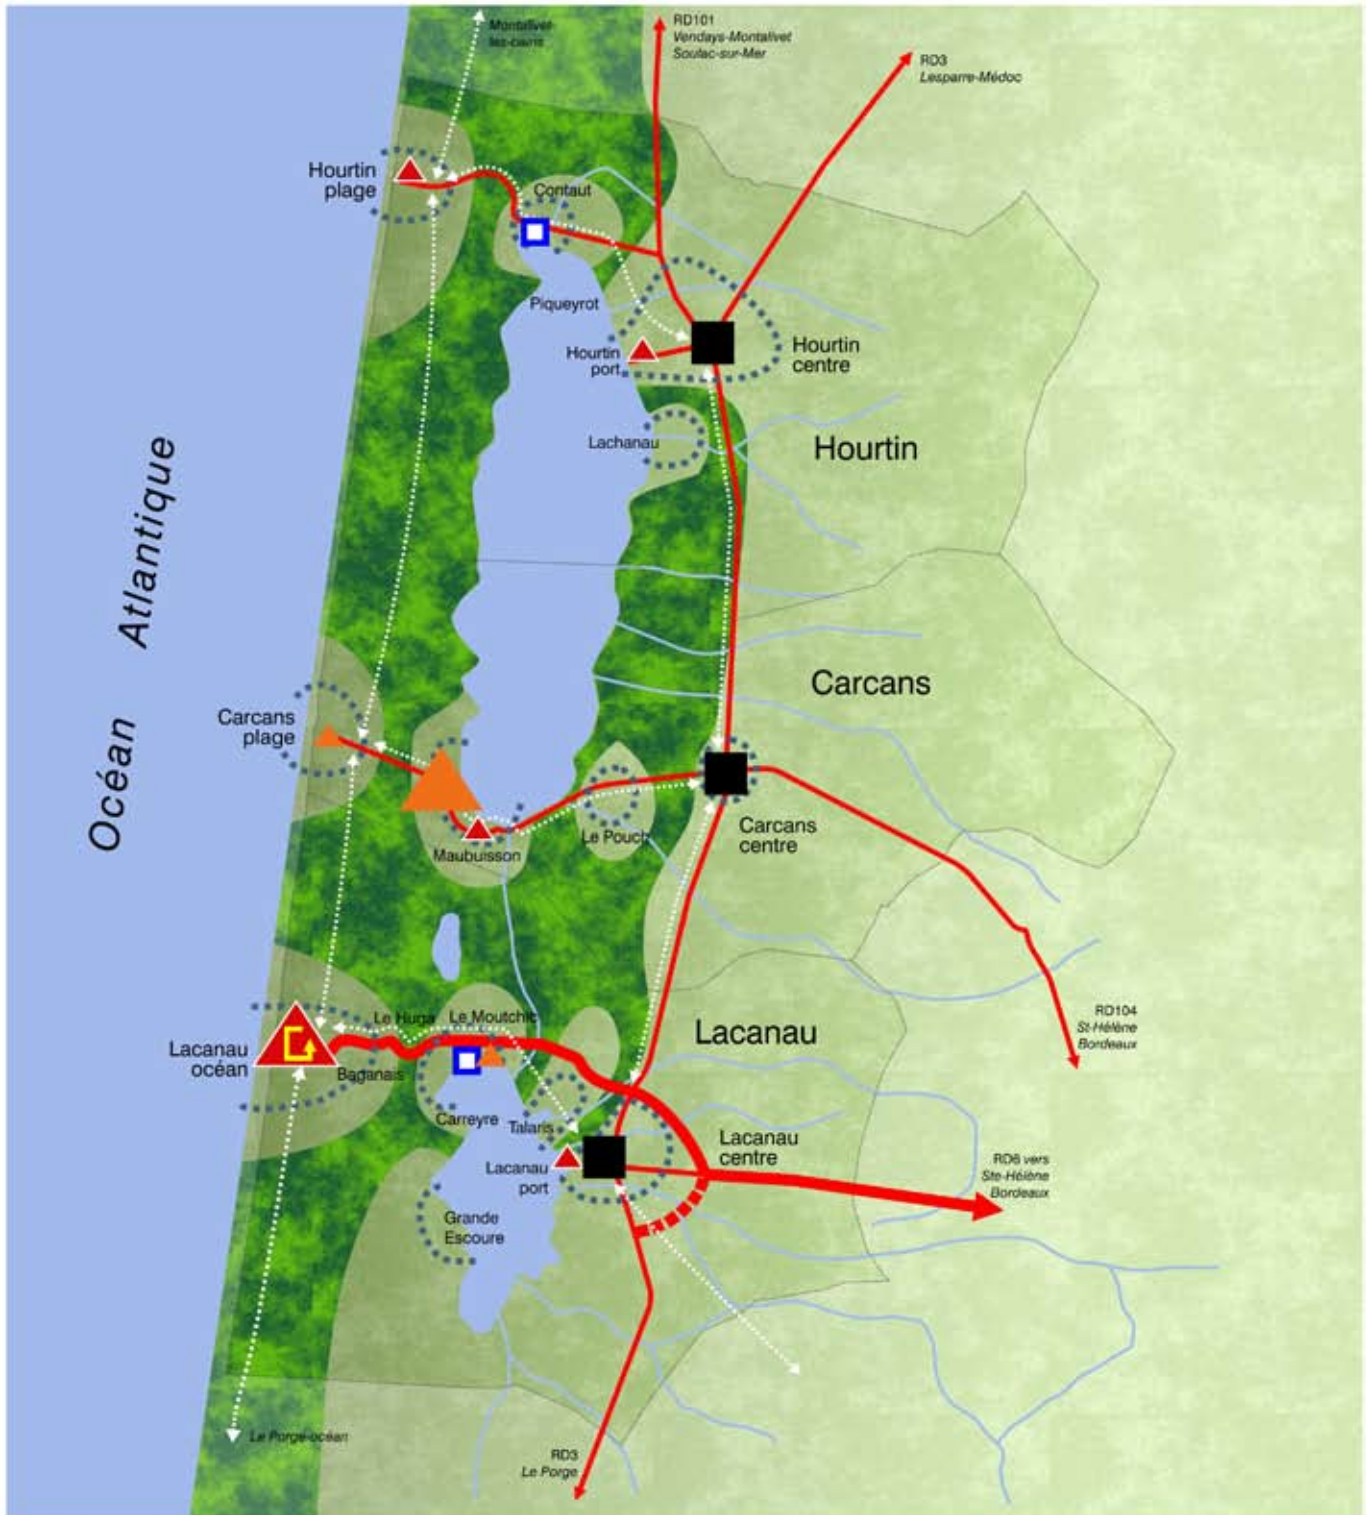 Montalivet-
les-bains
RD101
Vendays-Montalivet
Soulac-sur-Mer
RD3
Lesparre-Médoc
Hourtin
plage
Contaut
Piqueyrot
Hourtin
port
Hourtin
centre
Lachanau
Hourtin
Océan Atlantique
Carcans
Carcans
plage
Carcans
centre
Le Pouch
Maubuisson
Le Huga
Le Moutchic
Lacanau
Lacanau
océan
Baganais
RD104
St-Hélène
Bordeaux
Carreyre
Talaris
Lacanau
centre
Lacanau
port
RD6 vers
Ste-Hélène
Bordeaux
Grande
Escoure
Le Porge-océan
RD3
Le Porge